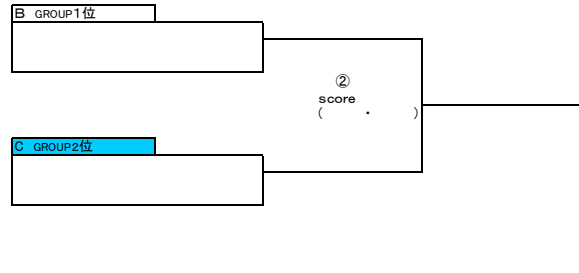 B GROUP1位
②
score
( ・ )
C GROUP2位